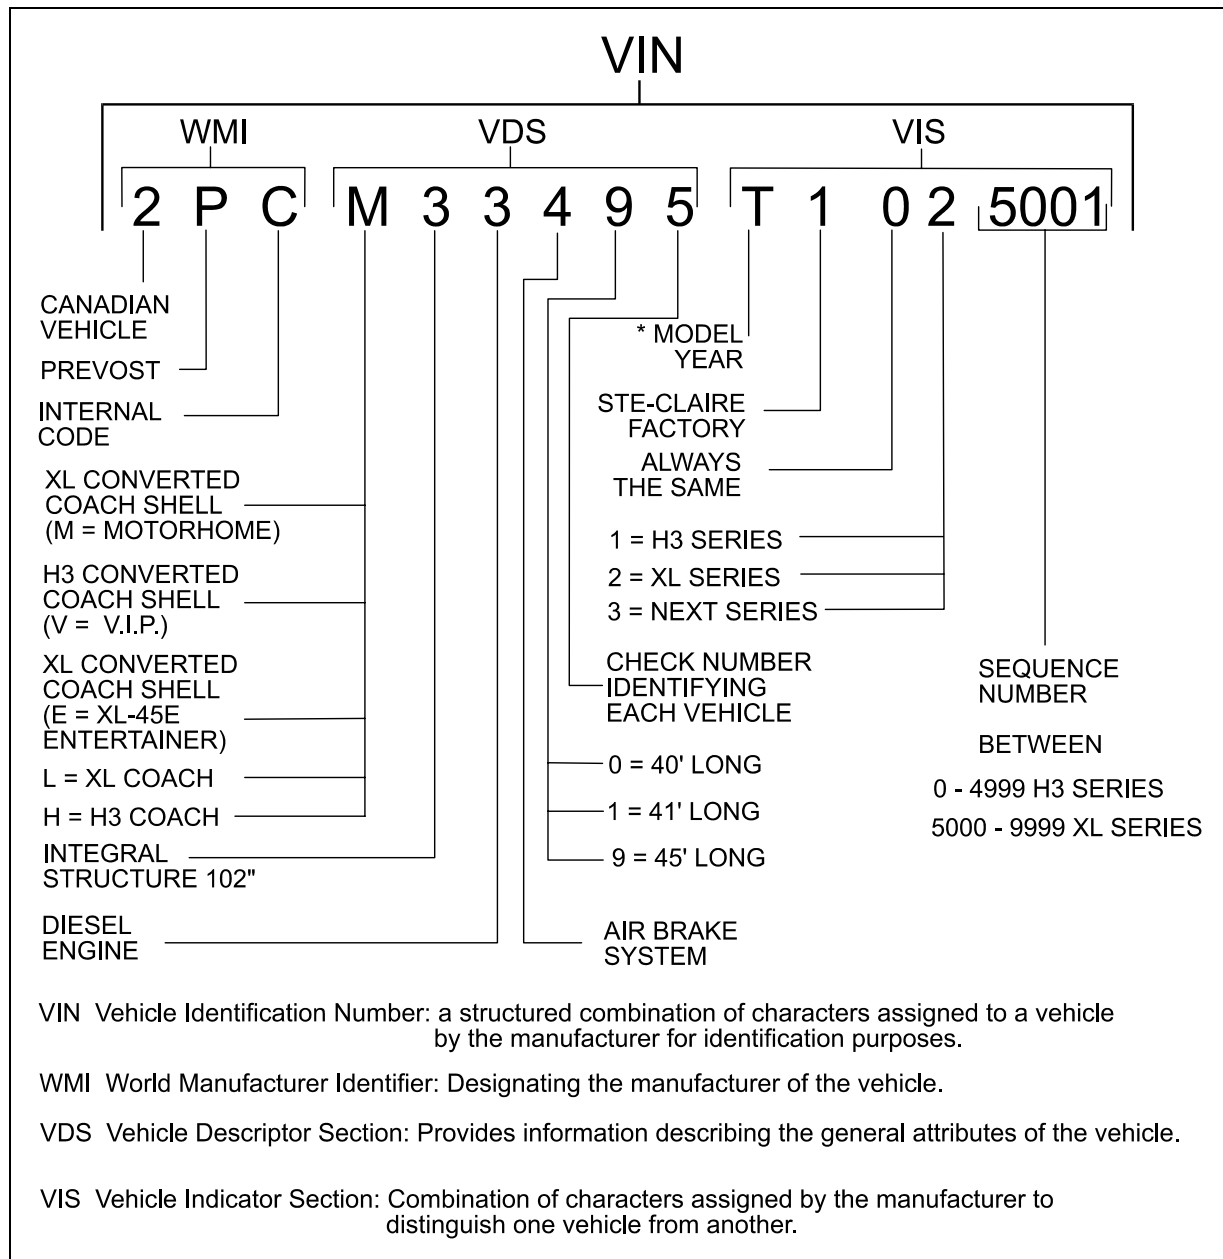 VIN
WMI
VDS
VIS
2 P C M 3 3 4 9 5 T 1 0 2 5001
CANADIAN
VEHICLE
PREVOST
INTERNAL
CODE
XL CONVERTED
COACH SHELL
(M = MOTORHOME)
H3 CONVERTED
COACH SHELL
(V = V.I.P.)
XL CONVERTED
COACH SHELL
(E = XL-45E
ENTERTAINER)
L = XL COACH
H = H3 COACH
INTEGRAL
STRUCTURE 102"
DIESEL
ENGINE
* MODEL
YEAR
STE-CLAIRE
FACTORY
ALWAYS
THE SAME
1 = H3 SERIES
2 = XL SERIES
3 = NEXT SERIES
CHECK NUMBER
IDENTIFYING
EACH VEHICLE
0 = 40' LONG
1 = 41' LONG
9 = 45' LONG
AIR BRAKE
SYSTEM
SEQUENCE
NUMBER
BETWEEN
0 - 4999 H3 SERIES
5000 - 9999 XL SERIES
VIN Vehicle Identification Number: a structured combination of characters assigned to a vehicle
by the manufacturer for identification purposes.
WMI World Manufacturer Identifier: Designating the manufacturer of the vehicle.
VDS Vehicle Descriptor Section: Provides information describing the general attributes of the vehicle.
VIS Vehicle Indicator Section: Combination of characters assigned by the manufacturer to
distinguish one vehicle from another.